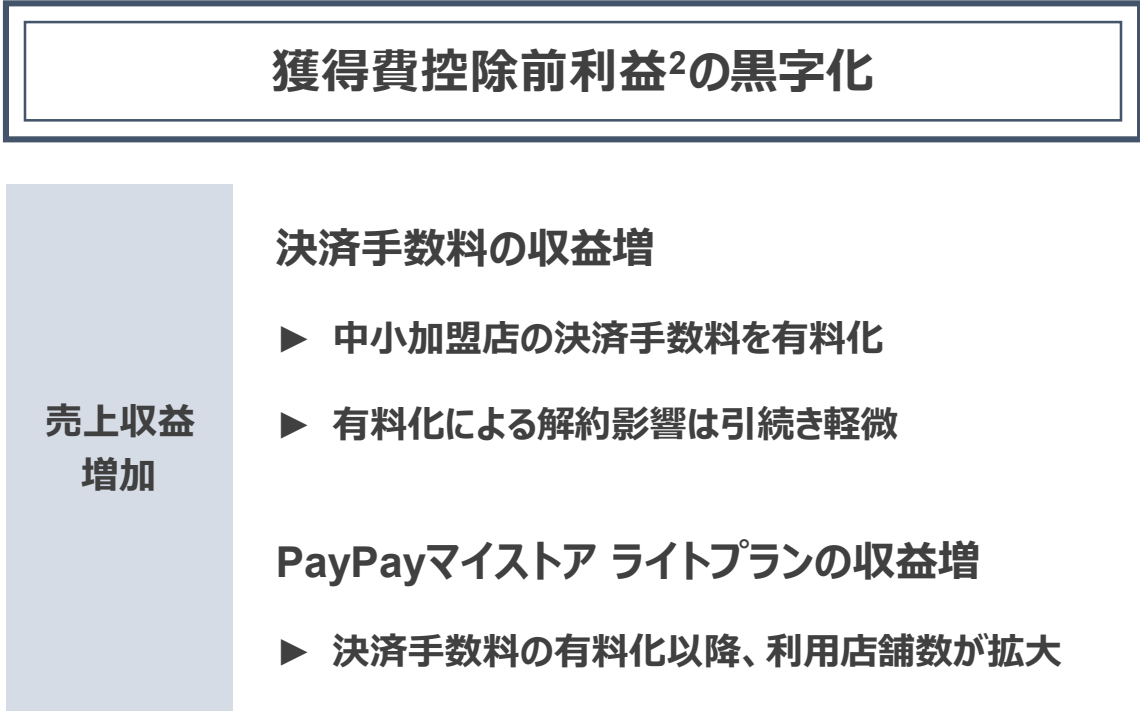 獲得費控除前利益2の黒字化
売上収益
増加
決済手数料の収益増
► 中小加盟店の決済手数料を有料化
► 有料化による解約影響は引続き軽微
PayPayマイストア ライトプランの収益増
► 決済手数料の有料化以降、利用店舗数が拡大